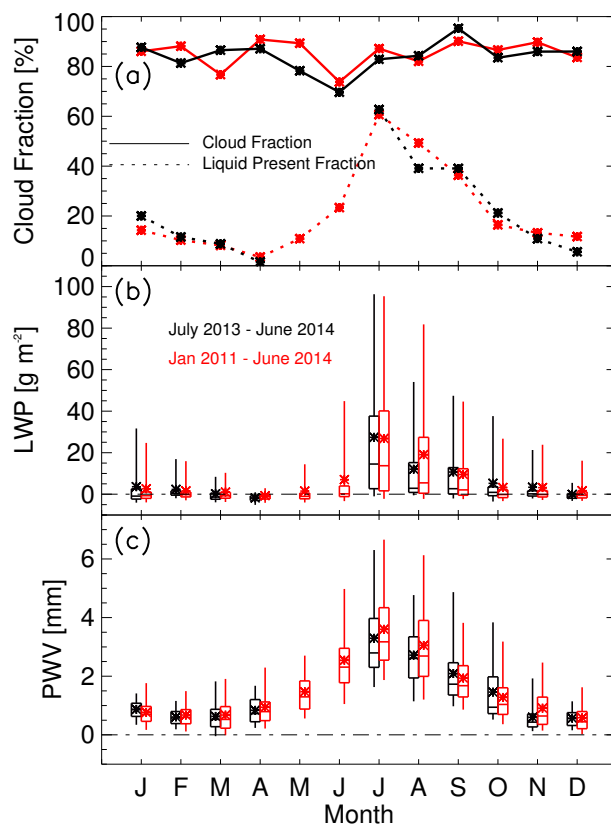 100
80
60
40
20
0
Cloud Fraction [%]
(a)
Cloud Fraction
Liquid Present Fraction
100
80
60
40
20
0
LWP [g m⁻²]
(b)
July 2013 - June 2014
Jan 2011 - June 2014
6
4
2
0
PWV [mm]
(c)
J F M A M J J A S O N D
Month